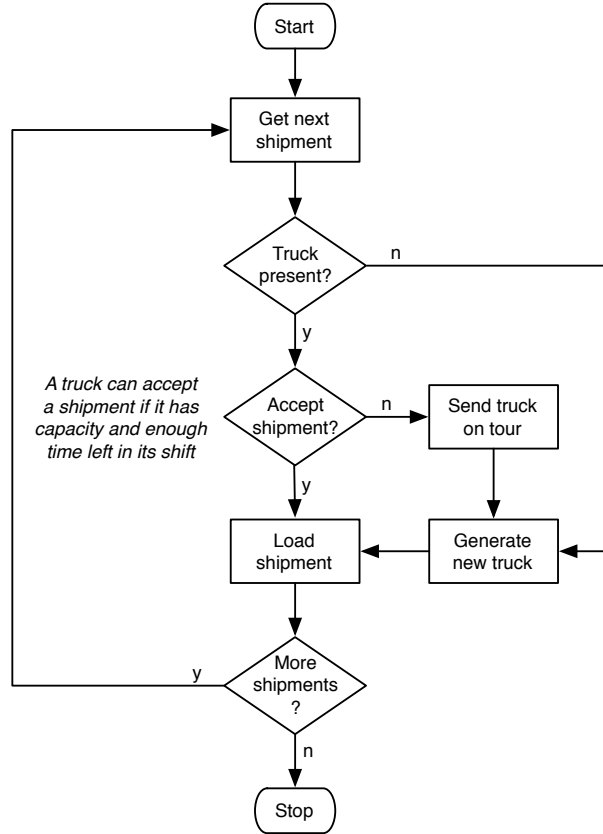 Start
Get next
shipment
Truck
present?
n
y
A truck can accept
a shipment if it has
capacity and enough
time left in its shift
Accept
shipment?
n
Send truck
on tour
y
Load
shipment
Generate
new truck
More
shipments
?
y
n
Stop